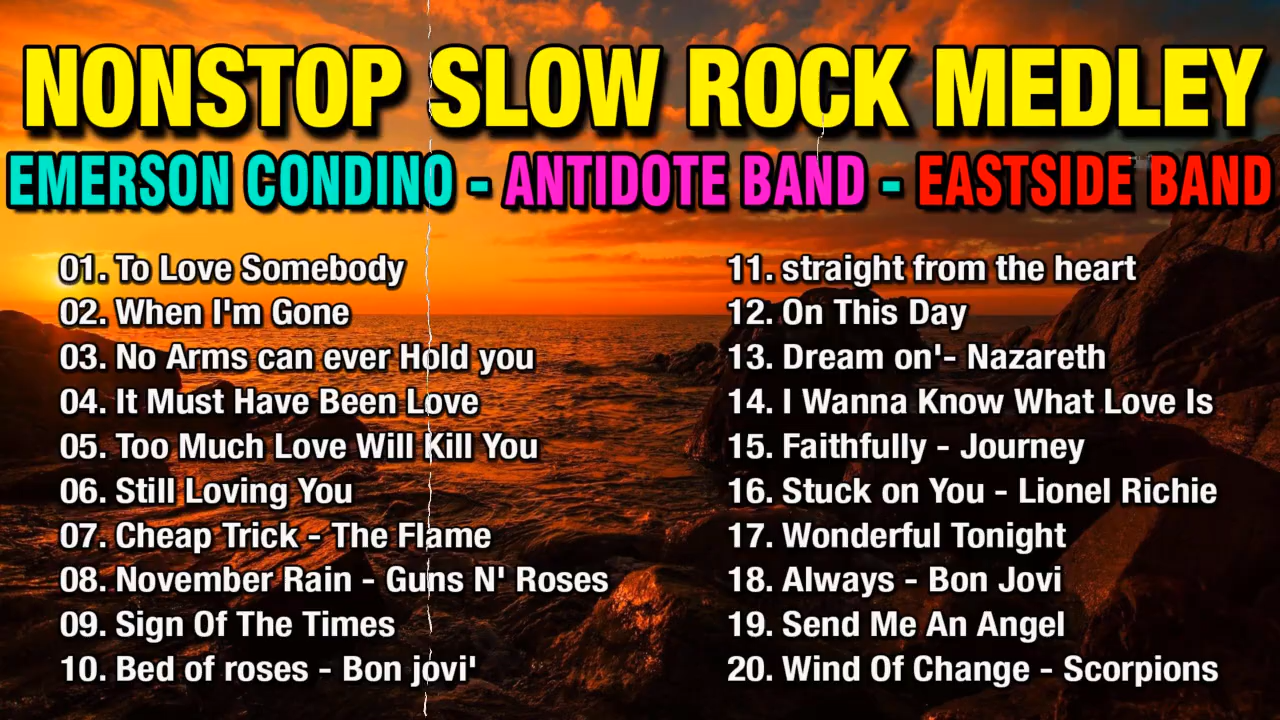 NONSTOP SLOW ROCK MEDLEY
EMERSON CONDINO - ANTIDOTE BAND - EASTSIDE BAND
01. To Love Somebody
02. When I'm Gone
03. No Arms can ever Hold you
04. It Must Have Been Love
05. Too Much Love Will Kill You
06. Still Loving You
07. Cheap Trick - The Flame
08. November Rain - Guns N' Roses
09. Sign Of The Times
10. Bed of roses - Bon jovi'
11. straight from the heart
12. On This Day
13. Dream on'- Nazareth
14. I Wanna Know What Love Is
15. Faithfully - Journey
16. Stuck on You - Lionel Richie
17. Wonderful Tonight
18. Always - Bon Jovi
19. Send Me An Angel
20. Wind Of Change - Scorpions